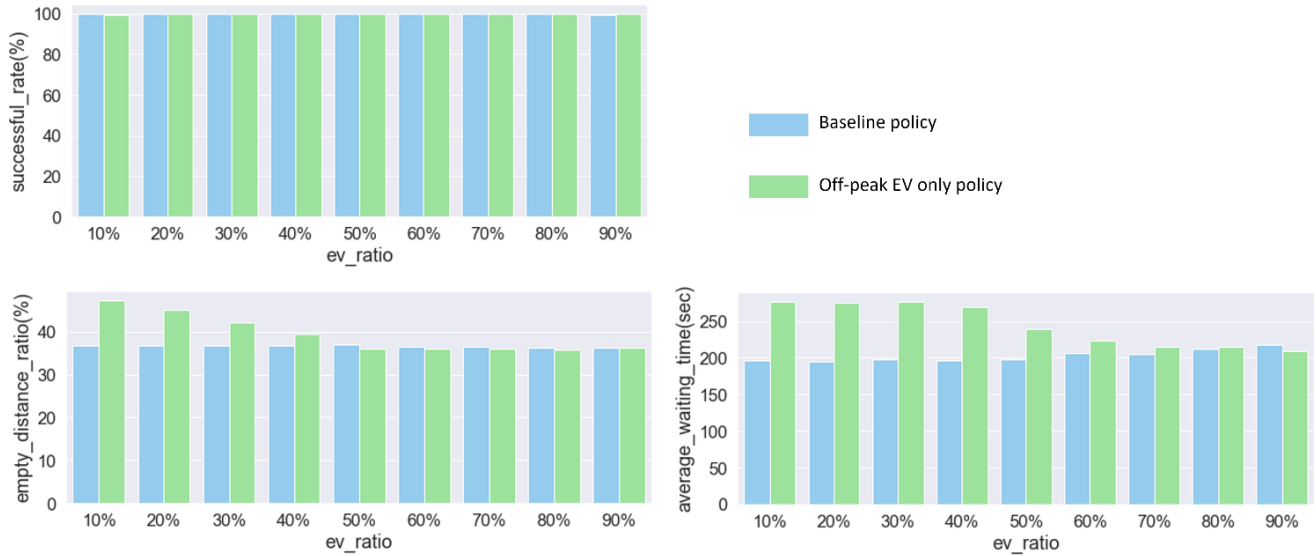 successful_rate(%)
100
80
60
40
20
0
10% 20% 30% 40% 50% 60% 70% 80% 90%
ev_ratio
Baseline policy
Off-peak EV only policy
empty_distance_ratio(%)
40
30
20
10
0
10% 20% 30% 40% 50% 60% 70% 80% 90%
ev_ratio
average_waiting_time(sec)
250
200
150
100
50
0
10% 20% 30% 40% 50% 60% 70% 80% 90%
ev_ratio